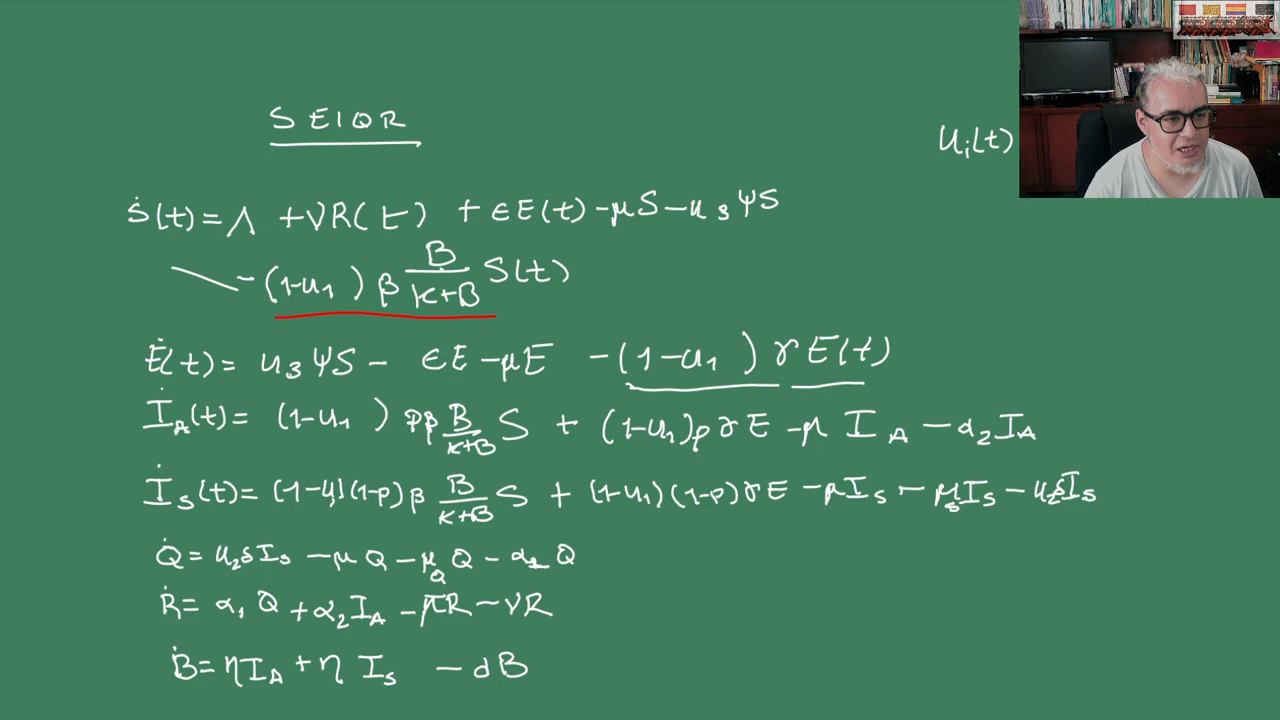 SEIQR
Uᵢ(t)
Ṡ(t) = Λ + νR(t) + ϵE(t) - μS - u₃ΨS
- (1-u₁) β B/(K+B) S(t)
Ė(t) = u₃ΨS - ϵE - μE - (1-u₁) γE(t)
İ_A(t) = (1-u₁) pβ B/(K+B) S + (1-u₁)pγE - μI_A - α₂I_A
İ_S(t) = (1-u₁)(1-p)β B/(K+B) S + (1-u₁)(1-p)γE - μI_S - μ_S I_S - u₂δI_S
Q̇ = u₂δI_S - μQ - μ_Q Q - α₁Q
Ṙ = α₁Q + α₂I_A - μR - νR
Ḃ = ηI_A + ηI_S - dB